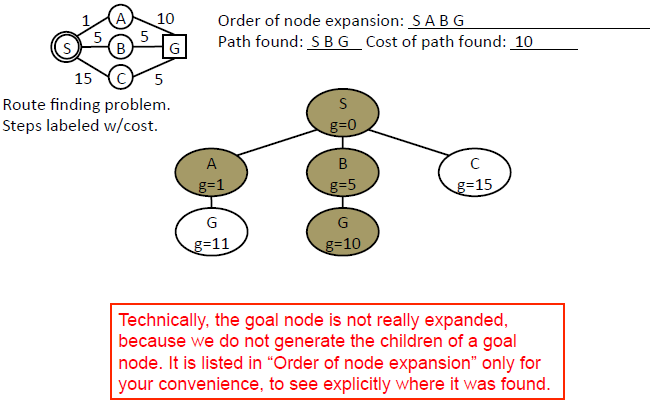 1 A 10 Order of node expansion: S A B G
5 5 Path found: S B G Cost of path found: 10
S B G
15 C 5
Route finding problem.
Steps labeled w/cost.
S
g=0
A B C
g=1 g=5 g=15
G G
g=11 g=10
Technically, the goal node is not really expanded,
because we do not generate the children of a goal
node. It is listed in “Order of node expansion” only for
your convenience, to see explicitly where it was found.